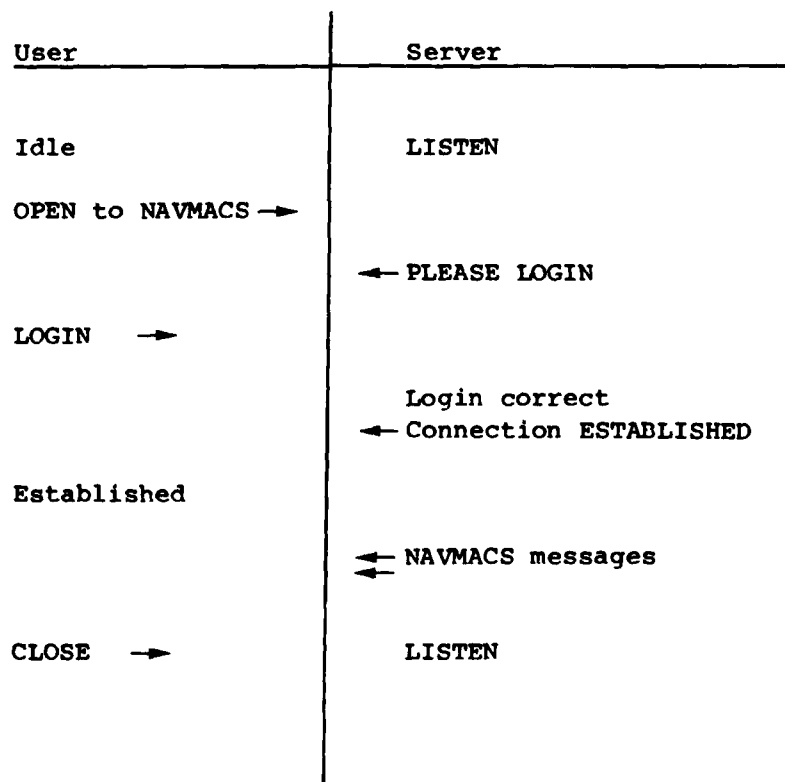 User Server
Idle LISTEN
OPEN to NAVMACS
PLEASE LOGIN
LOGIN
Login correct
Connection ESTABLISHED
Established
NAVMACS messages
CLOSE LISTEN